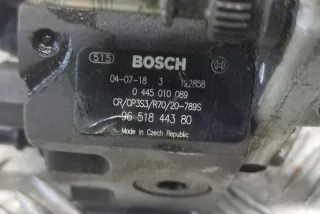 515 BOSCH
04-07-18 3 122858
0 445 010 089
CR/CP3S3/R70/20-789S
96 518 443 80
Made in Czech Republic